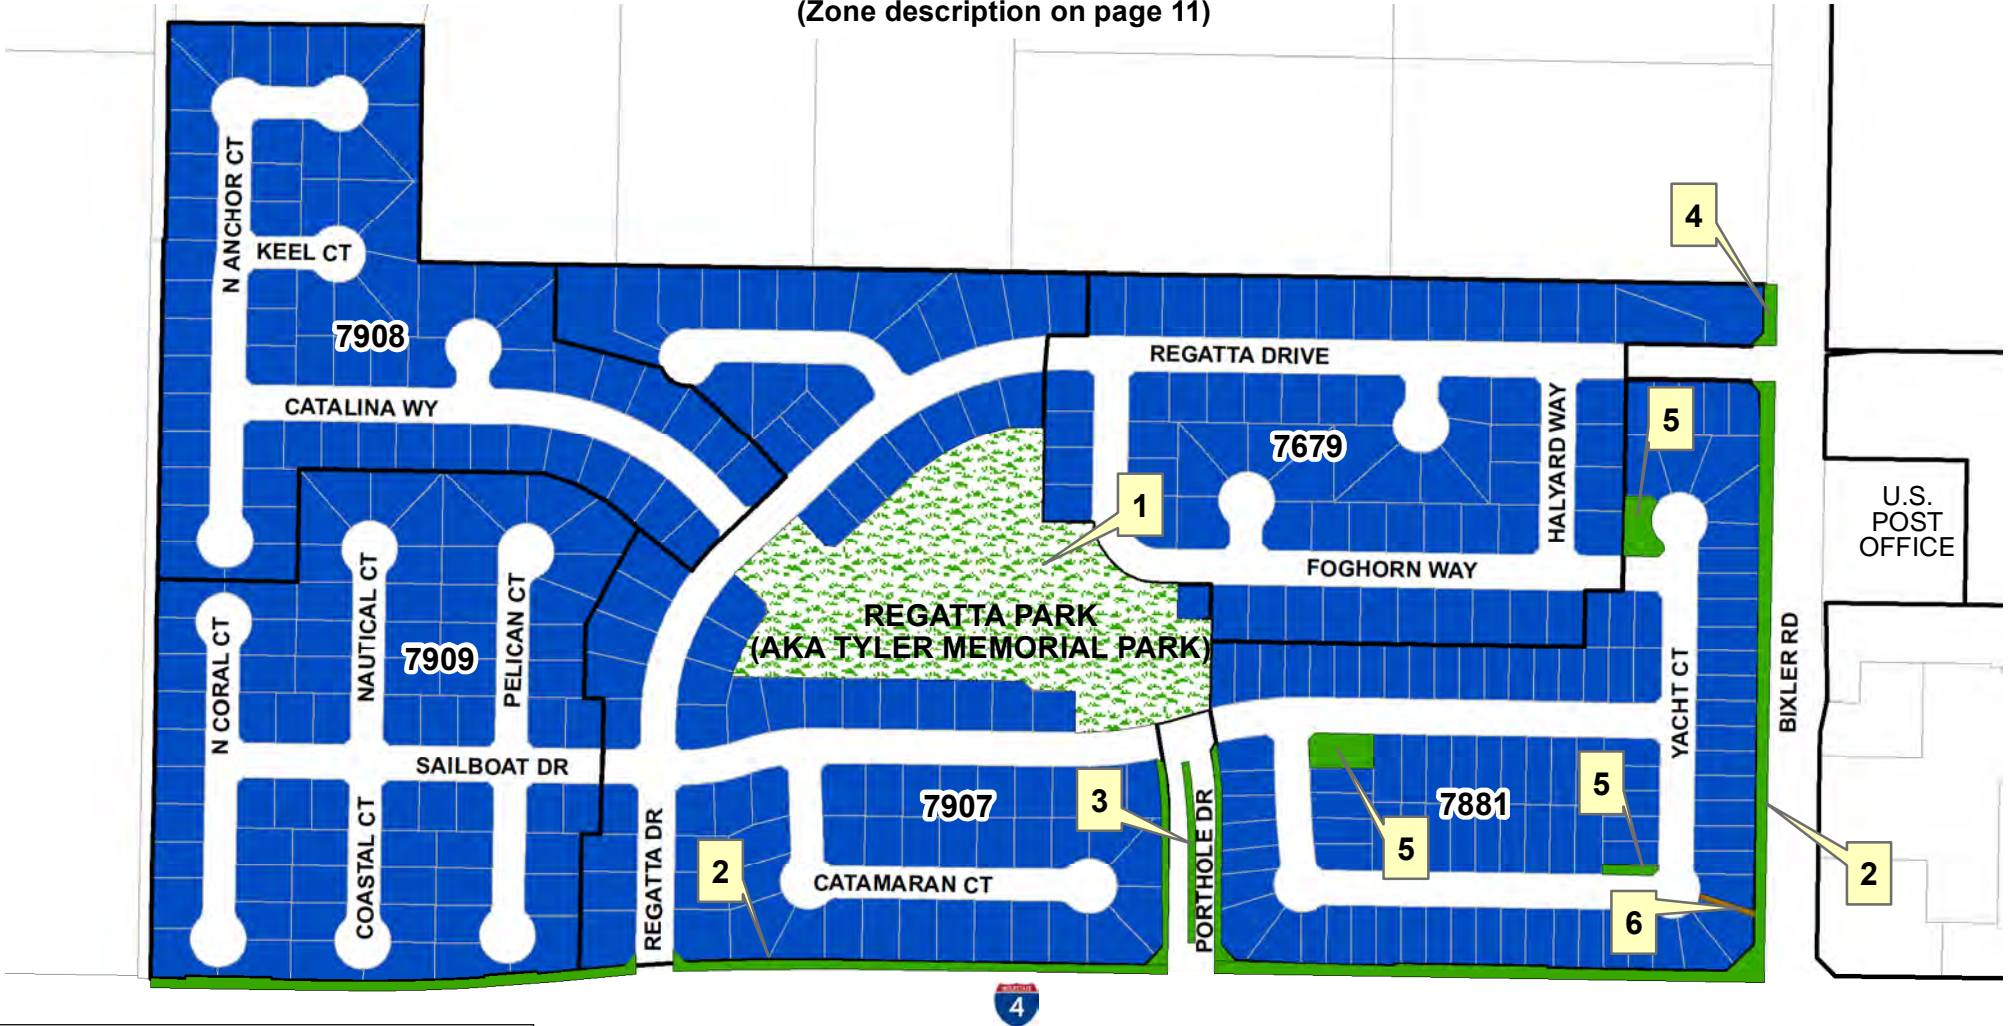 (Zone description on page 11)
N ANCHOR CT
KEEL CT
7908
CATALINA WY
4
REGATTA DRIVE
5
7679
HALYARD WAY
1
U.S.
POST
OFFICE
FOGHORN WAY
REGATTA PARK
(AKA TYLER MEMORIAL PARK)
N CORAL CT
NAUTICAL CT
7909
PELICAN CT
YACHT CT
BIXLER RD
SAILBOAT DR
COASTAL CT
REGATTA DR
7907
3
PORTHOLE DR
7881
5
5
2
2
CATAMARAN CT
6
4